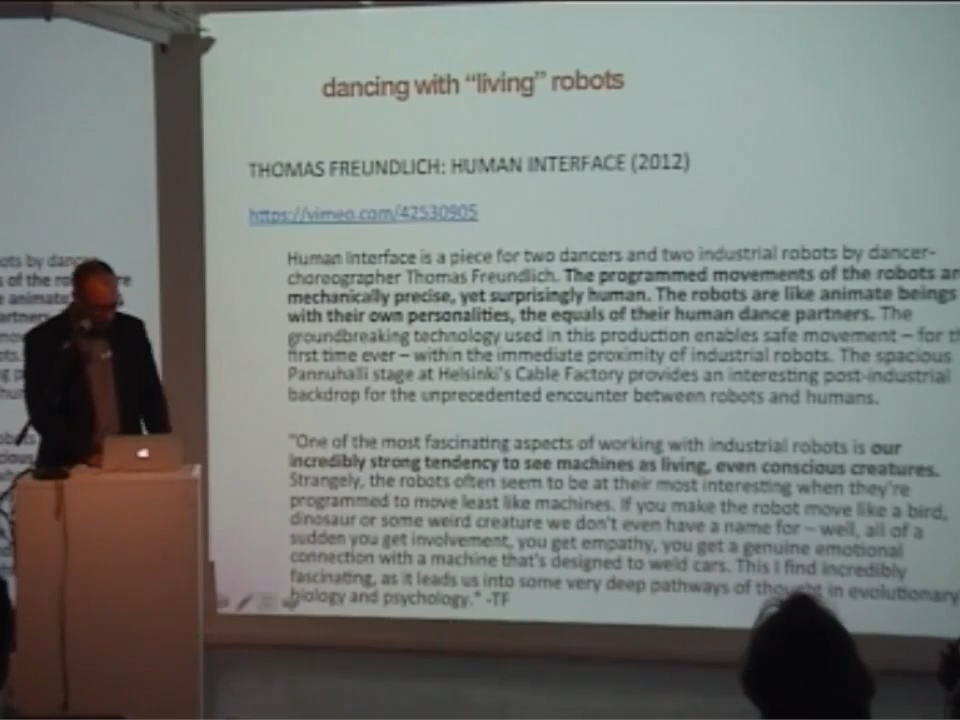 dancing with “living” robots
THOMAS FREUNDLICH: HUMAN INTERFACE (2012)
https://vimeo.com/42530905
Human Interface is a piece for two dancers and two industrial robots by dancer-
choreographer Thomas Freundlich. The programmed movements of the robots ar
mechanically precise, yet surprisingly human. The robots are like animate beings
with their own personalities, the equals of their human dance partners. The
groundbreaking technology used in this production enables safe movement – for th
first time ever – within the immediate proximity of industrial robots. The spacious
Pannuhalli stage at Helsinki's Cable Factory provides an interesting post-industrial
backdrop for the unprecedented encounter between robots and humans.
"One of the most fascinating aspects of working with industrial robots is our
incredibly strong tendency to see machines as living, even conscious creatures.
Strangely, the robots often seem to be at their most interesting when they're
programmed to move least like machines. If you make the robot move like a bird,
dinosaur or some weird creature we don't even have a name for – well, all of a
sudden you get involvement, you get empathy, you get a genuine emotional
connection with a machine that's designed to weld cars. This I find incredibly
fascinating, as it leads us into some very deep pathways of thought in evolutionary
biology and psychology." -TF